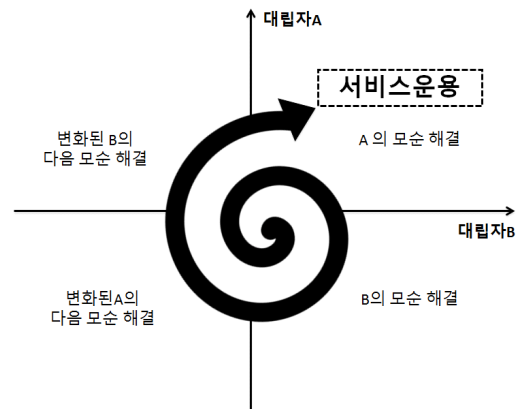 대립자A
서비스운용
변화된 B의
다음 모순 해결
A 의 모순 해결
대립자B
변화된A의
다음 모순 해결
B의 모순 해결